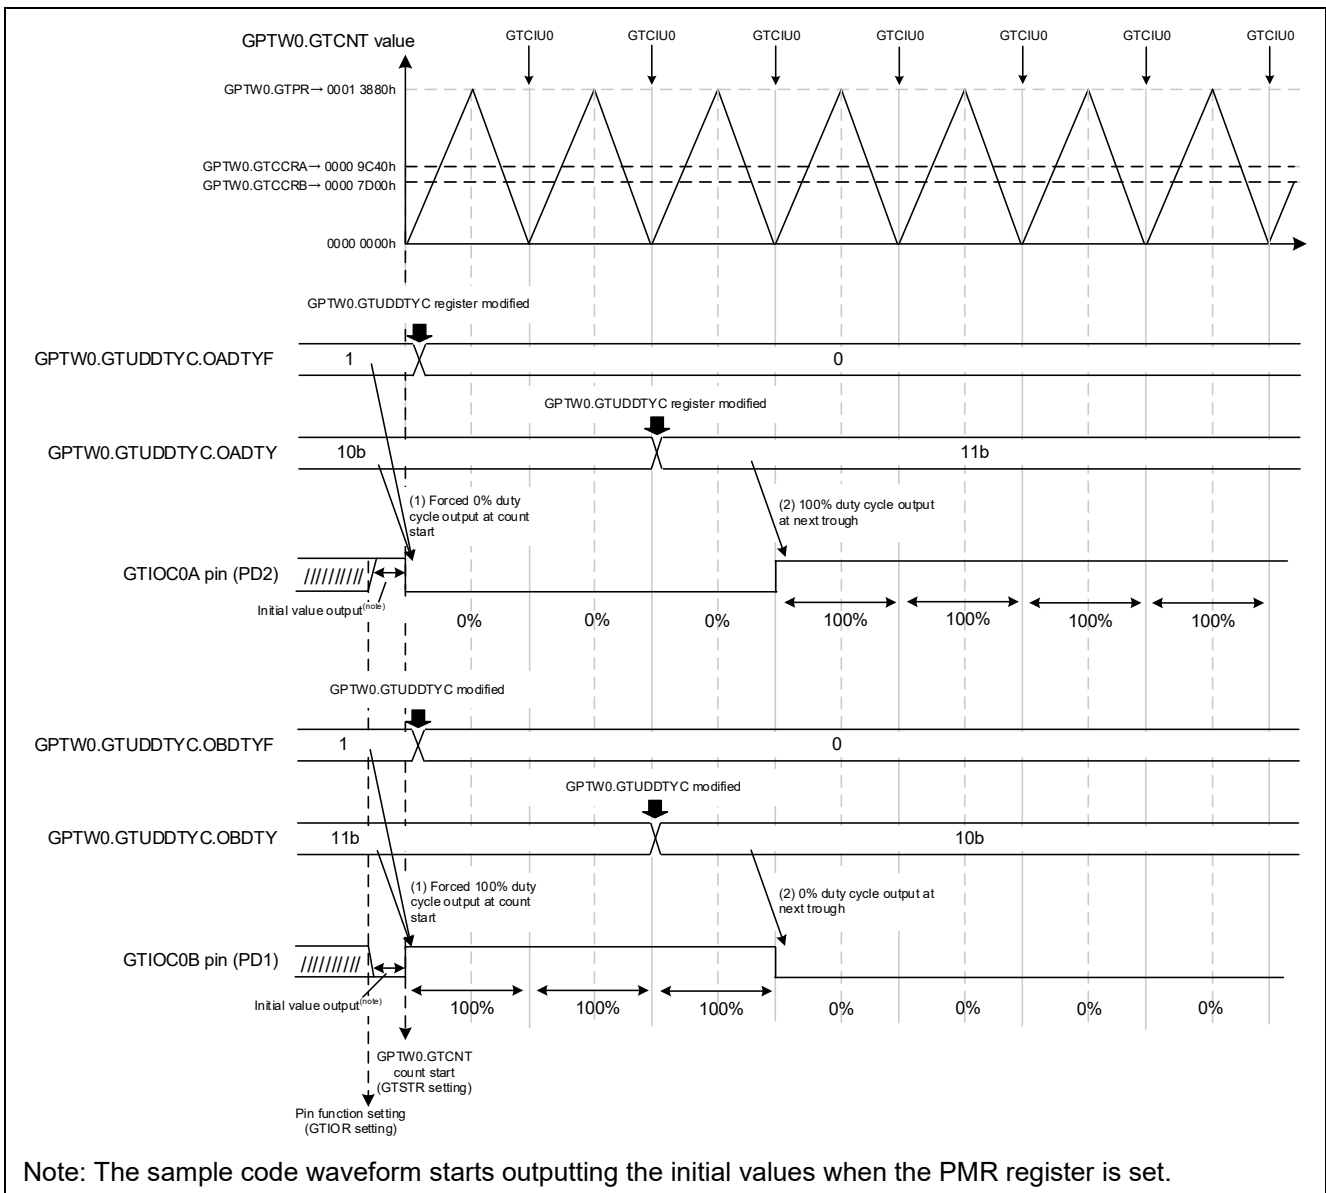 GPTW0.GTCNT value
GTCIU0 GTCIU0 GTCIU0 GTCIU0 GTCIU0 GTCIU0 GTCIU0
GPTW0.GTPR→ 0001 3880h
GPTW0.GTCCRA→ 0000 9C40h
GPTW0.GTCCRB→ 0000 7D00h
0000 0000h
GPTW0.GTUDDTYC register modified
GPTW0.GTUDDTYC.OADTYF
1
0
GPTW0.GTUDDTYC register modified
GPTW0.GTUDDTYC.OADTY
10b
11b
(1) Forced 0% duty
cycle output at count
start
(2) 100% duty cycle output
at next trough
GTIOC0A pin (PD2)
Initial value output(note)
0% 0% 0% 100% 100% 100% 100%
GPTW0.GTUDDTYC modified
GPTW0.GTUDDTYC.OBDTYF
1
0
GPTW0.GTUDDTYC modified
GPTW0.GTUDDTYC.OBDTY
11b
10b
(1) Forced 100% duty
cycle output at count
start
(2) 0% duty cycle output at
next trough
GTIOC0B pin (PD1)
Initial value output(note)
100% 100% 100% 0% 0% 0% 0%
GPTW0.GTCNT
count start
(GTSTR setting)
Pin function setting
(GTIOR setting)
Note: The sample code waveform starts outputting the initial values when the PMR register is set.